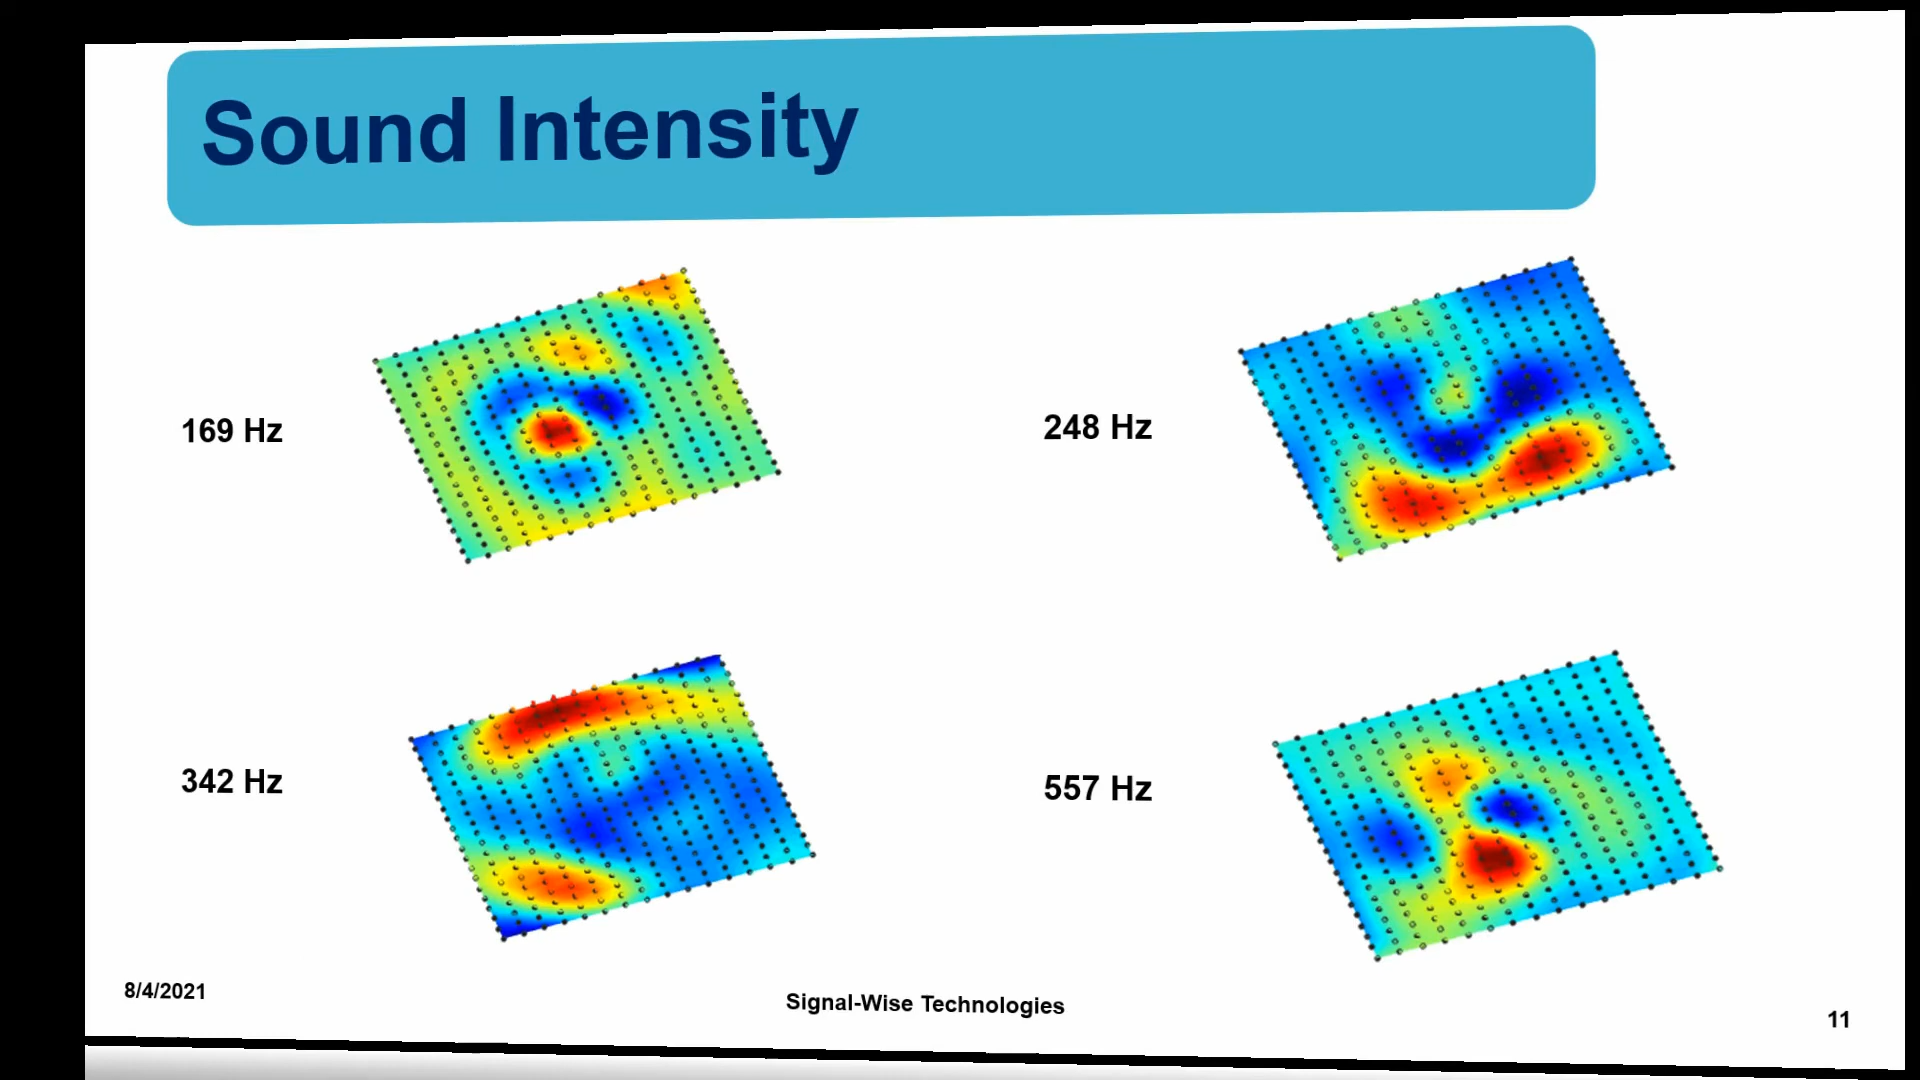 Sound Intensity
169 Hz
248 Hz
342 Hz
557 Hz
8/4/2021
Signal-Wise Technologies
11